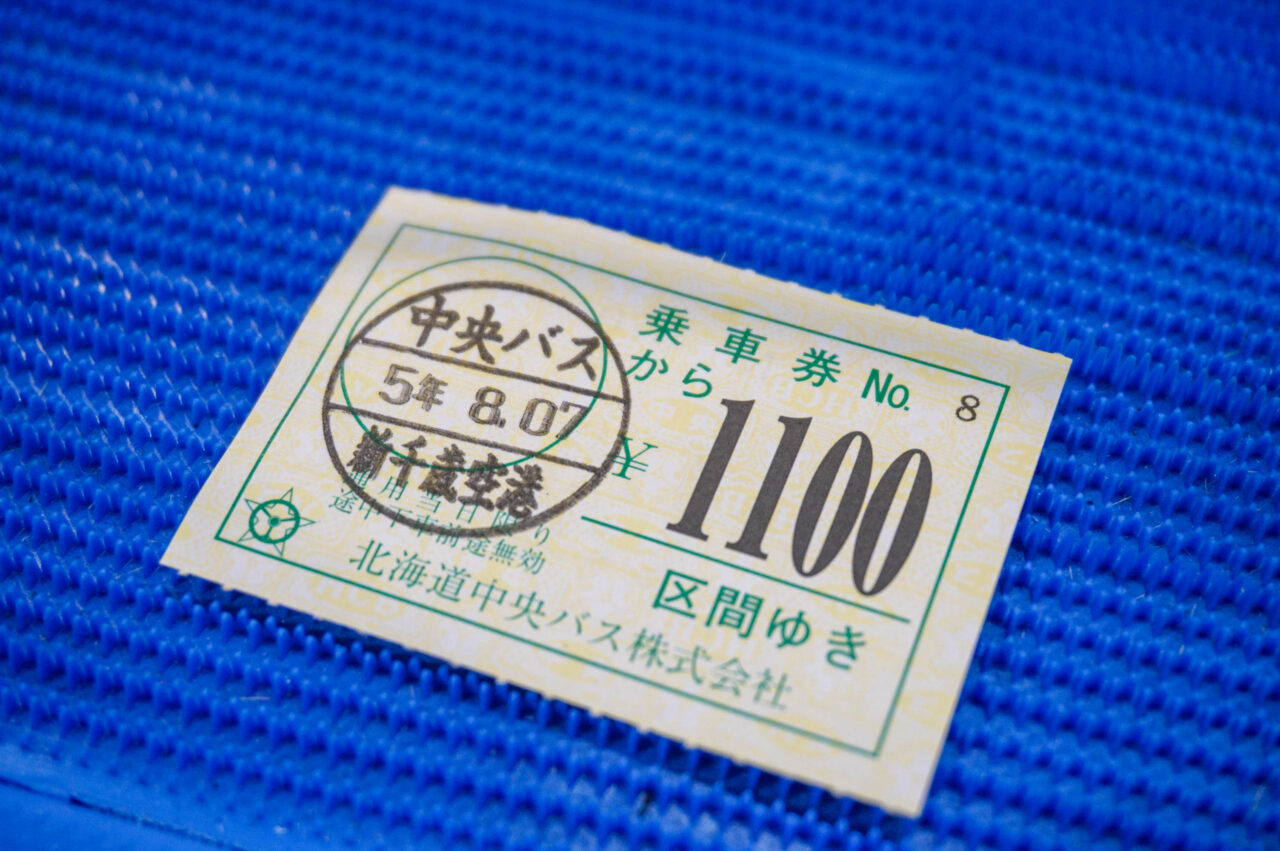 中央バス
5年 8.07
新千歳空港
乗車券 No. 8
から
¥1100
区間ゆき
通用当日限り
途中下車前途無効
北海道中央バス株式会社